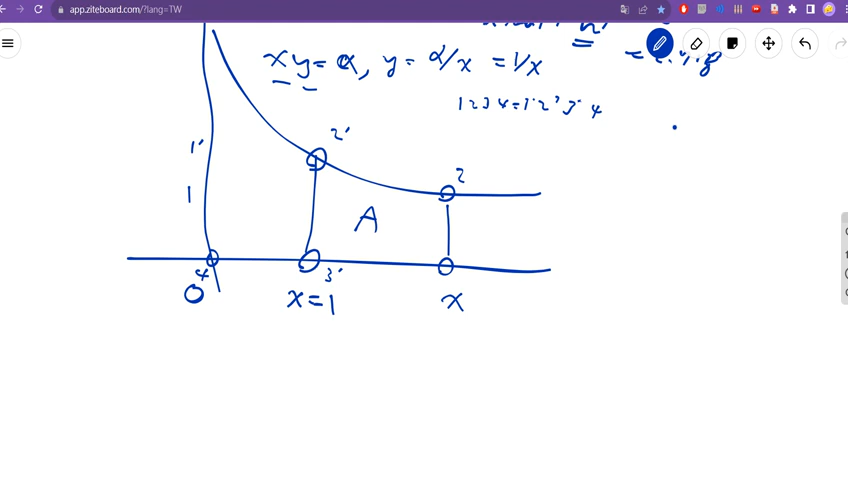 app.ziteboard.com/?lang=TW
xy = α, y = α/x = 1/x
1 2 3 4 = 1' 2' 3' 4
2'
1'
2
1
A
4
3'
0
x = 1
x